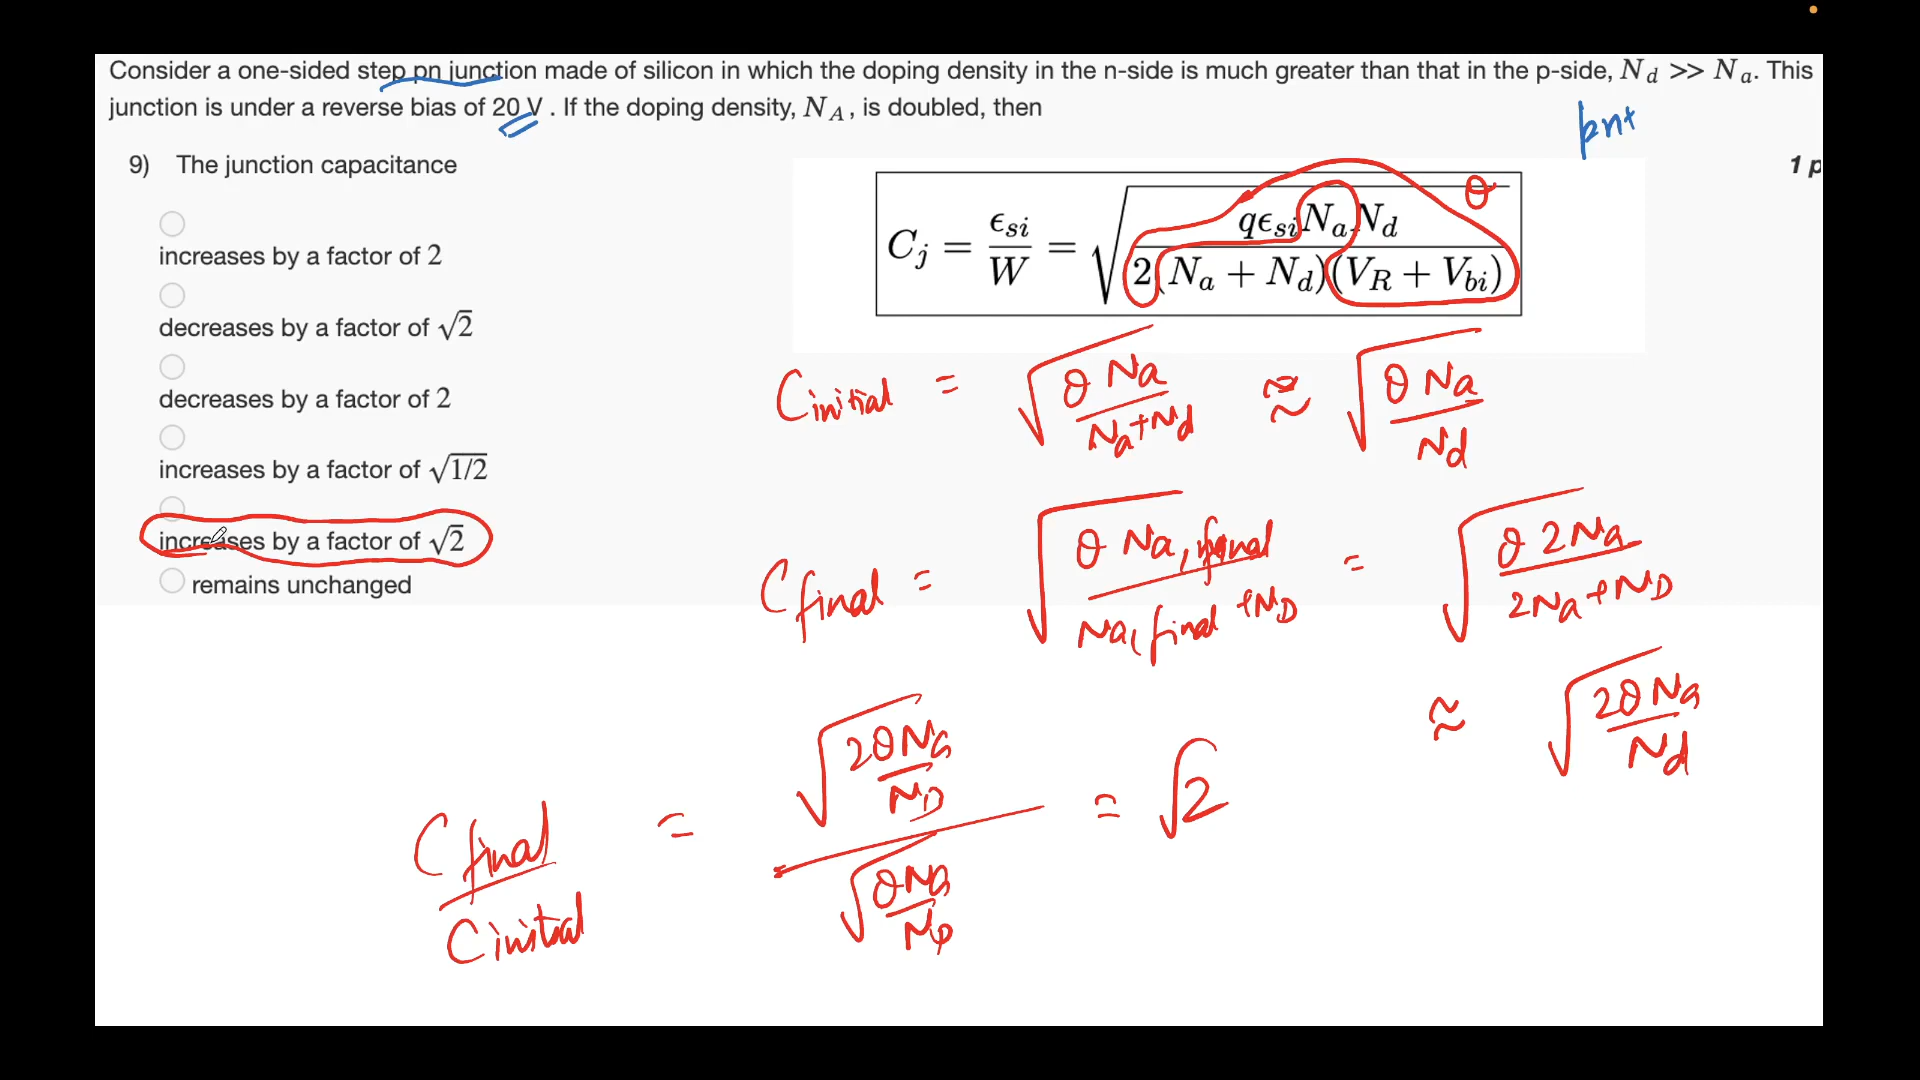 Consider a one-sided step pn junction made of silicon in which the doping density in the n-side is much greater than that in the p-side, N_d >> N_a. This
junction is under a reverse bias of 20 V . If the doping density, N_A , is doubled, then
pn+
9) The junction capacitance
1 p
increases by a factor of 2
decreases by a factor of √2
decreases by a factor of 2
increases by a factor of √1/2
increases by a factor of √2
remains unchanged
C_j = ϵ_si / W = √( qϵ_si N_a N_d / 2(N_a + N_d)(V_R + V_bi) )
θ
C initial = √( θ Na / Na+Nd ) ≈ √( θ Na / Nd )
C final = √( θ Na, final / Na, final + ND ) = √( θ 2Na / 2Na + ND )
≈ √( 2θ Na / Nd )
C final / C initial = √( 2θNa / ND ) / √( θNa / ND ) = √2